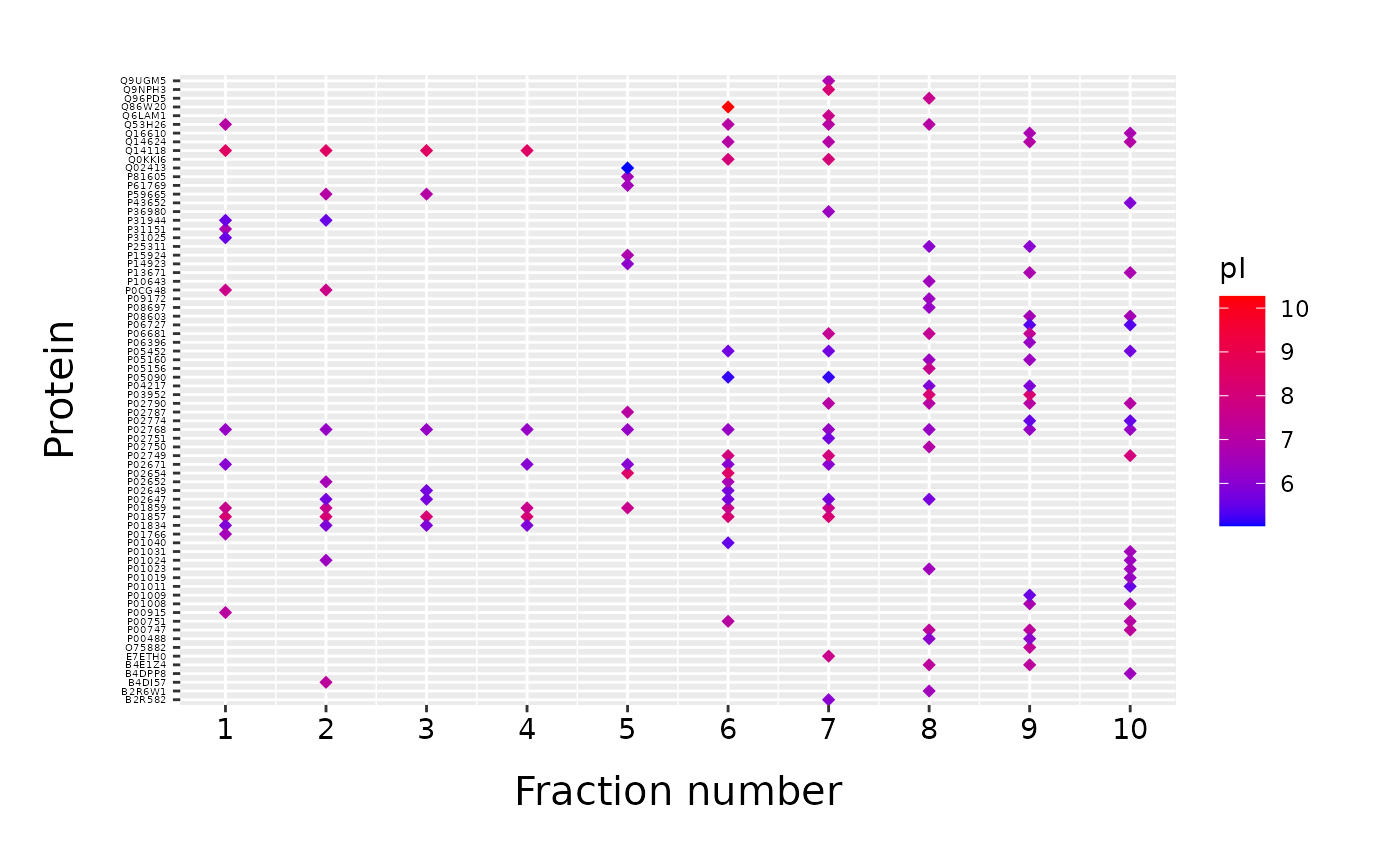 Q9UGM5
Q9NPH3
Q96PD5
Q86W20
Q6LAM1
Q53H26
Q16610
Q14624
Q14118
Q0KKI6
Q02413
P81605
P61769
P59665
P43652
P36980
P31944
P31151
P31025
P25311
P15924
P14923
P13671
P10643
P0CG48
P09172
P08697
P08603
P06727
P06681
P06396
P05452
P05160
P05156
P05090
P04217
P03952
P02790
P02787
P02774
P02768
P02751
P02750
P02749
P02671
P02654
P02652
P02649
P02647
P01859
P01857
P01834
P01766
P01040
P01031
P01024
P01023
P01019
P01011
P01009
P01008
P00915
P00751
P00747
P00488
O75882
E7ETH0
B4E1Z4
B4DPP8
B4DI57
B2R6W1
B2R582
Protein
1 2 3 4 5 6 7 8 9 10
Fraction number
pI
10
9
8
7
6